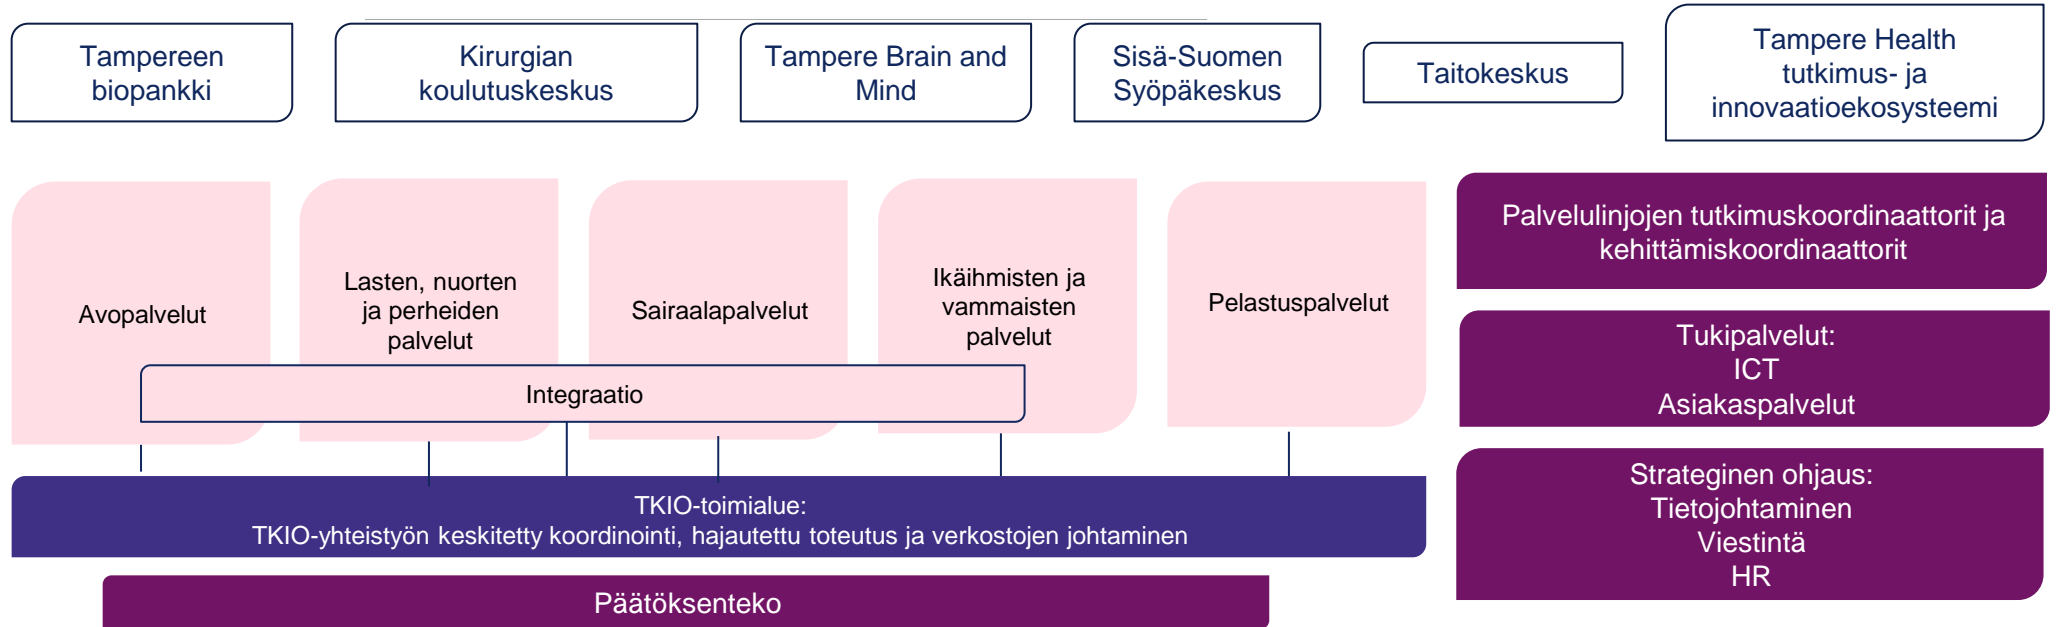 Tampereen
biopankki
Kirurgian
koulutuskeskus
Tampere Brain and
Mind
Sisä-Suomen
Syöpäkeskus
Taitokeskus
Tampere Health
tutkimus- ja
innovaatioekosysteemi
Avopalvelut
Lasten, nuorten
ja perheiden
palvelut
Sairaalapalvelut
Ikäihmisten ja
vammaisten
palvelut
Pelastuspalvelut
Integraatio
TKIO-toimialue:
TKIO-yhteistyön keskitetty koordinointi, hajautettu toteutus ja verkostojen johtaminen
Päätöksenteko
Palvelulinjojen tutkimuskoordinaattorit ja
kehittämiskoordinaattorit
Tukipalvelut:
ICT
Asiakaspalvelut
Strateginen ohjaus:
Tietojohtaminen
Viestintä
HR